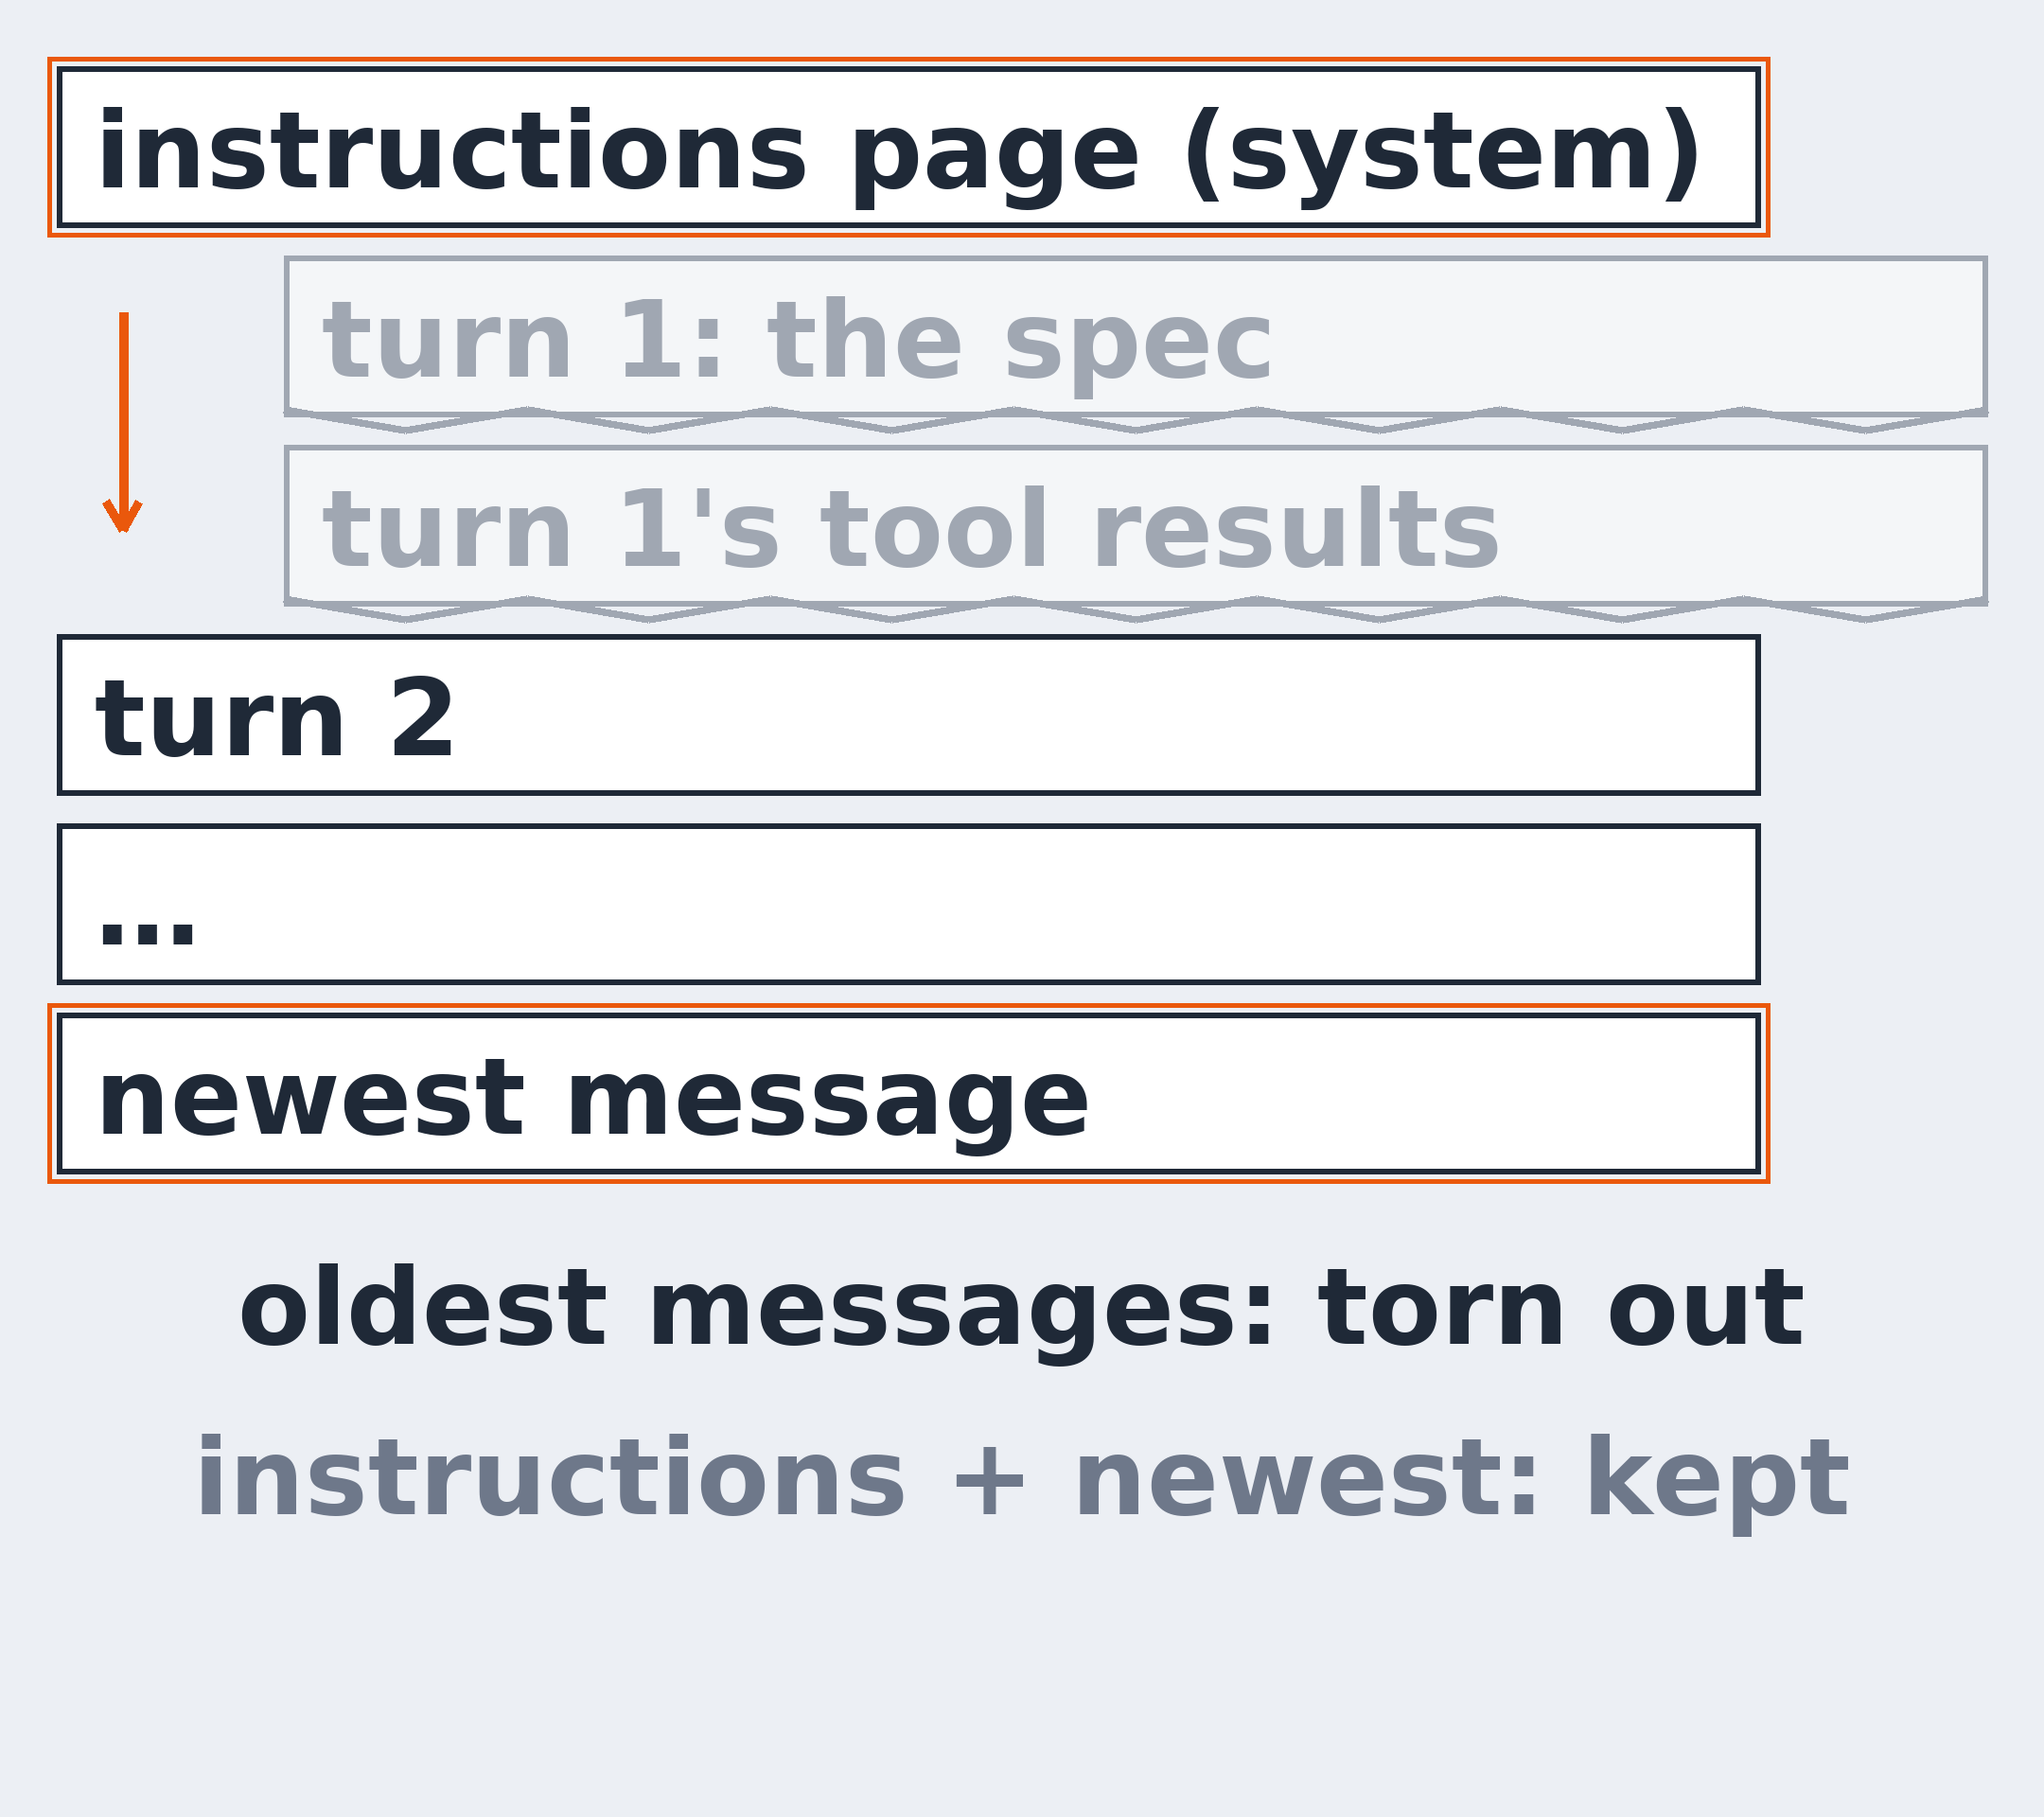 instructions page (system)
turn 1: the spec
turn 1's tool results
turn 2
...
newest message
oldest messages: torn out
instructions + newest: kept